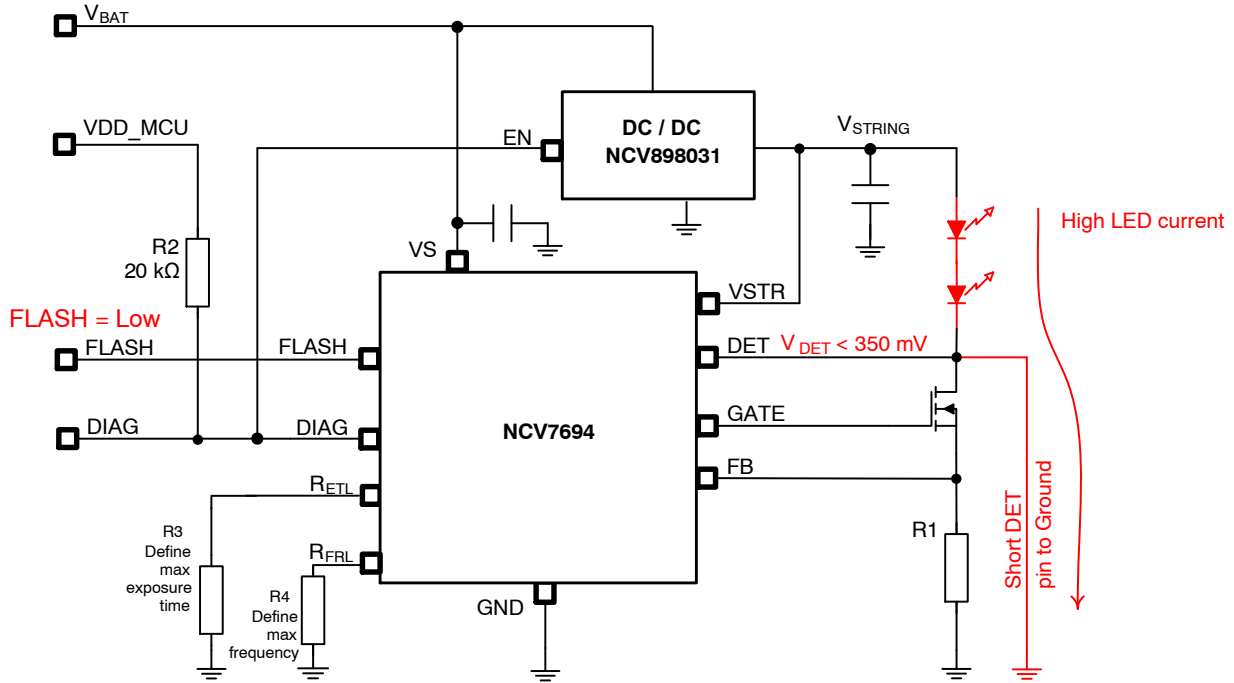 VBAT
VDD_MCU
EN
DC / DC
NCV898031
VSTRING
High LED current
R2
20 kΩ
VS
VSTR
FLASH = Low
FLASH
FLASH
DET
V DET < 350 mV
GATE
DIAG
DIAG
NCV7694
FB
RETL
R3
Define
max
exposure
time
RFRL
R4
Define
max
frequency
GND
R1
Short DET
pin to Ground